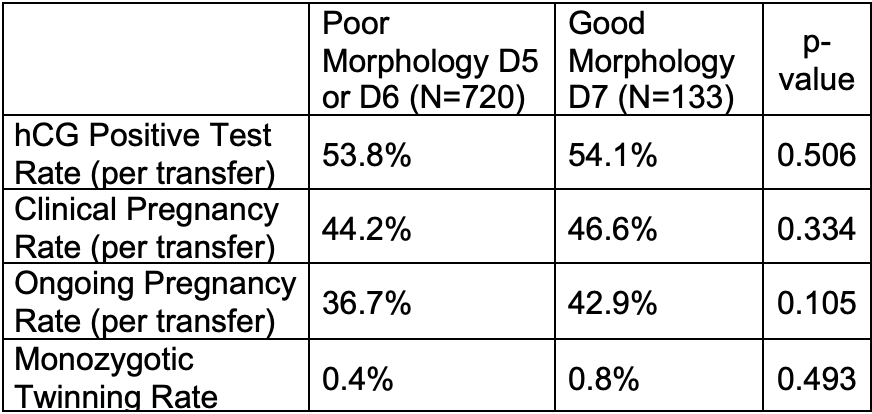 Poor
Morphology D5
or D6 (N=720)
Good
Morphology
D7 (N=133)
p-
value
hCG Positive Test
Rate (per transfer)
53.8%
54.1%
0.506
Clinical Pregnancy
Rate (per transfer)
44.2%
46.6%
0.334
Ongoing Pregnancy
Rate (per transfer)
36.7%
42.9%
0.105
Monozygotic
Twinning Rate
0.4%
0.8%
0.493